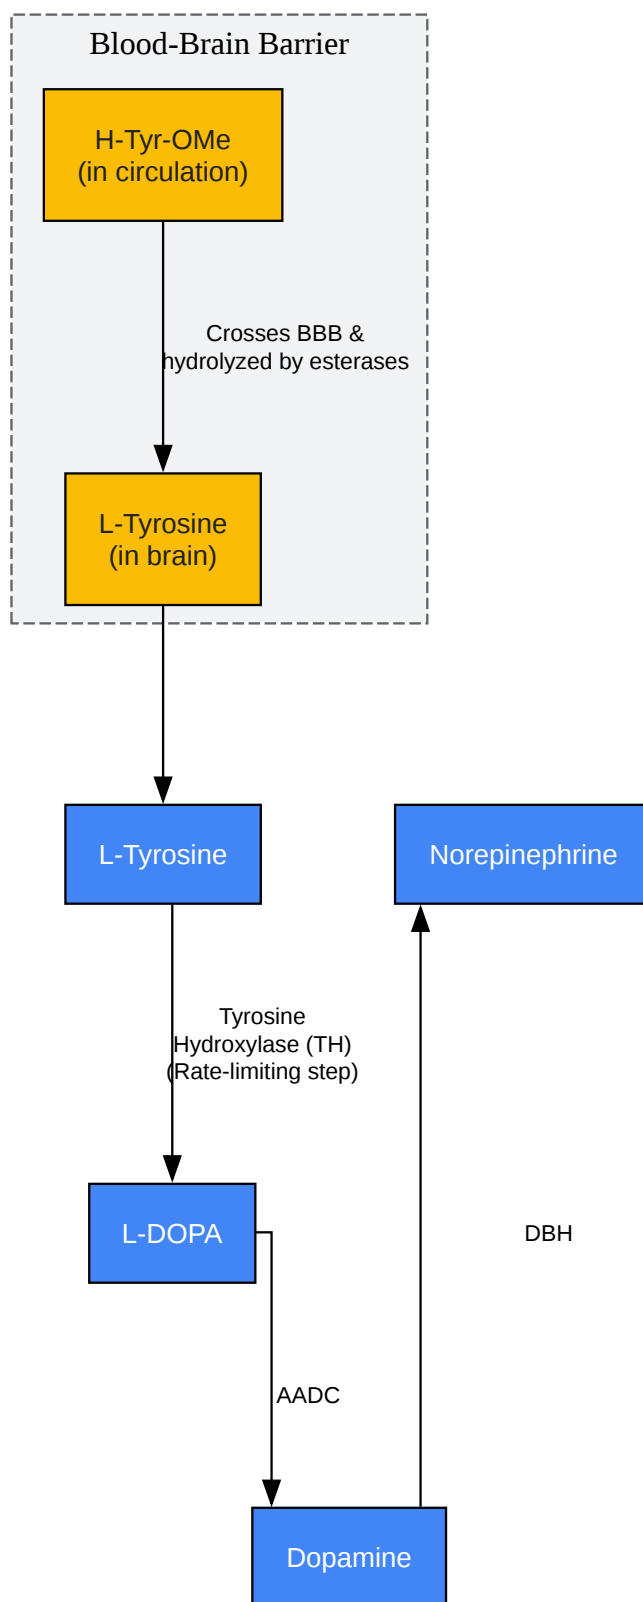 Blood-Brain Barrier
H-Tyr-OMe
(in circulation)
Crosses BBB &
hydrolyzed by esterases
L-Tyrosine
(in brain)
L-Tyrosine
Norepinephrine
Tyrosine
Hydroxylase (TH)
(Rate-limiting step)
L-DOPA
DBH
AADC
Dopamine